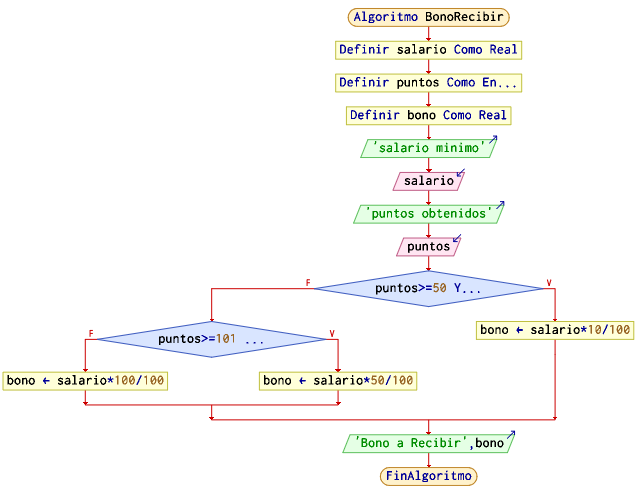 Algoritmo BonoRecibir
Definir salario Como Real
Definir puntos Como En...
Definir bono Como Real
'salario minimo'
salario
'puntos obtenidos'
puntos
puntos>=50 Y...
F
V
bono ← salario*10/100
puntos>=101 ...
F
V
bono ← salario*100/100
bono ← salario*50/100
'Bono a Recibir',bono
FinAlgoritmo